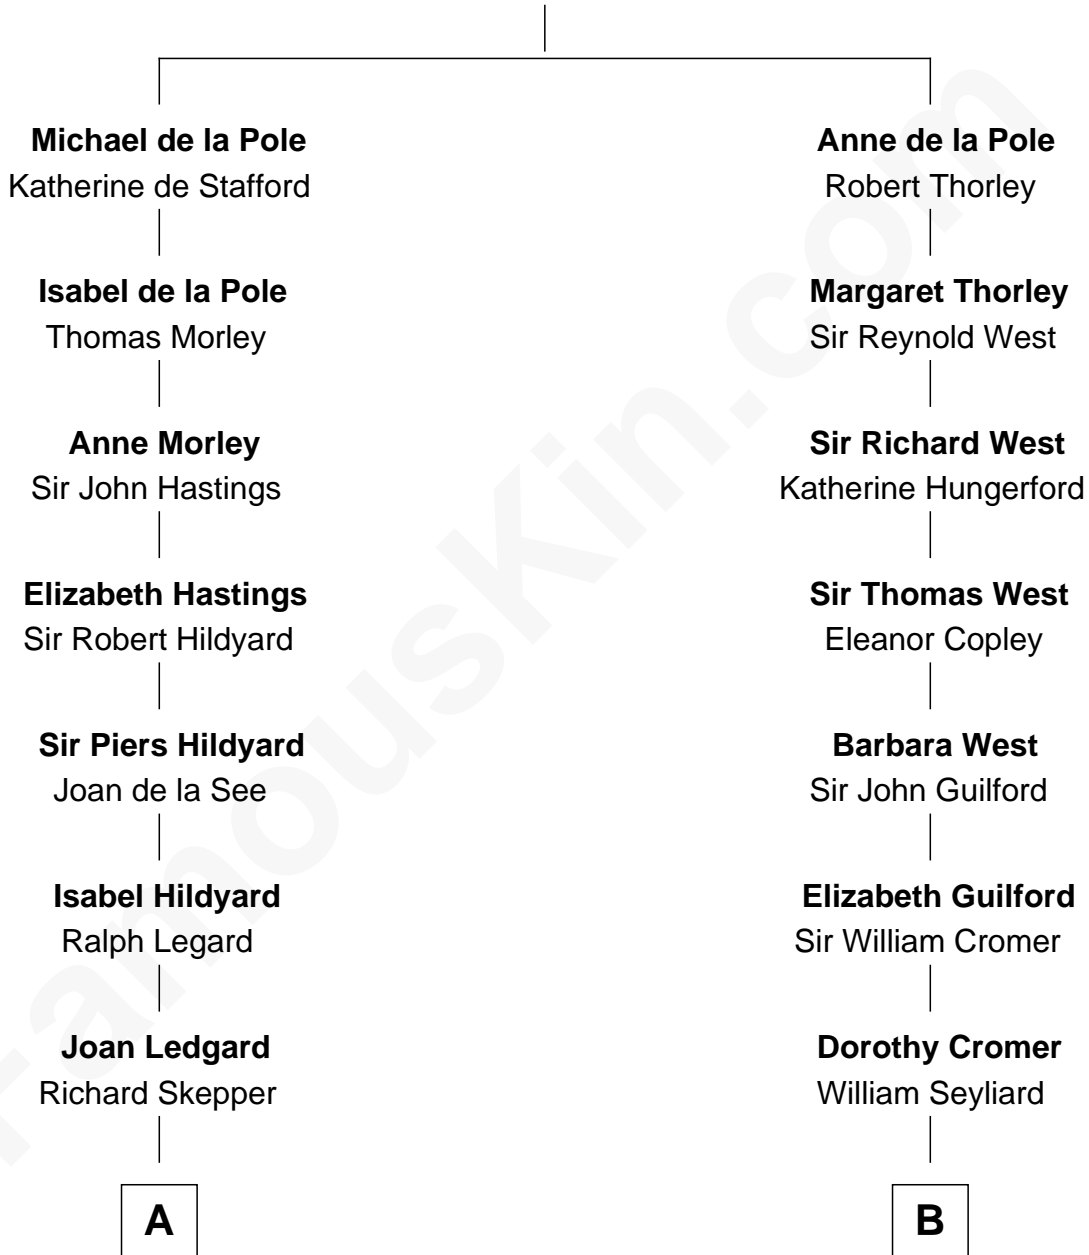 Michael de la Pole
Katherine de Stafford
Isabel de la Pole
Thomas Morley
Anne Morley
Sir John Hastings
Elizabeth Hastings
Sir Robert Hildyard
Sir Piers Hildyard
Joan de la See
Isabel Hildyard
Ralph Legard
Joan Ledgard
Richard Skepper
A
Anne de la Pole
Robert Thorley
Margaret Thorley
Sir Reynold West
Sir Richard West
Katherine Hungerford
Sir Thomas West
Eleanor Copley
Barbara West
Sir John Guilford
Elizabeth Guilford
Sir William Cromer
Dorothy Cromer
William Seyliard
B
FamousKin.com